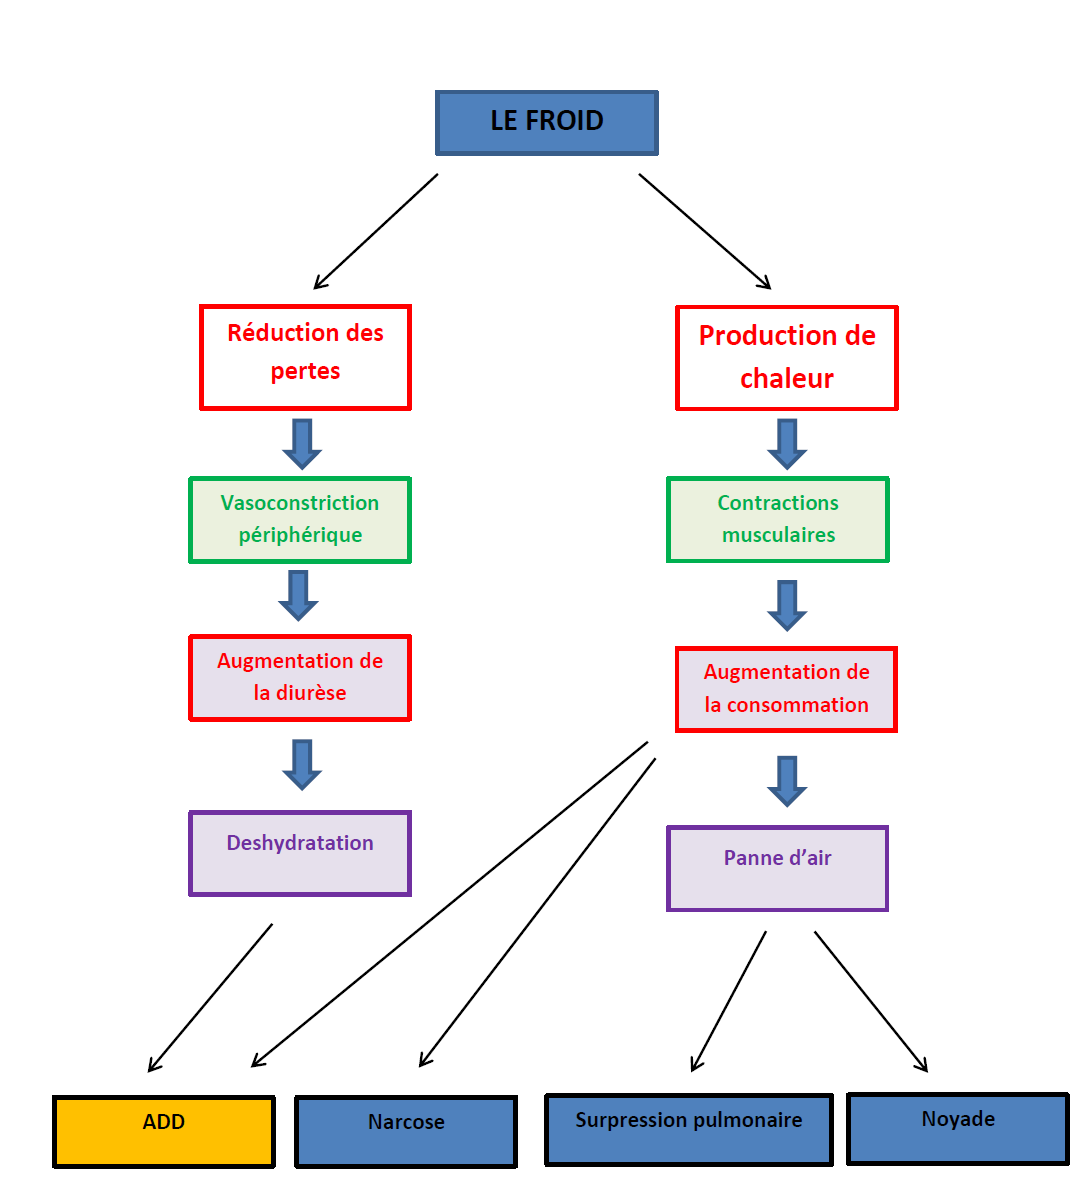 LE FROID
Réduction des
pertes
Production de
chaleur
Vasoconstriction
périphérique
Contractions
musculaires
Augmentation de
la diurèse
Augmentation de
la consommation
Deshydratation
Panne d’air
ADD
Narcose
Surpression pulmonaire
Noyade